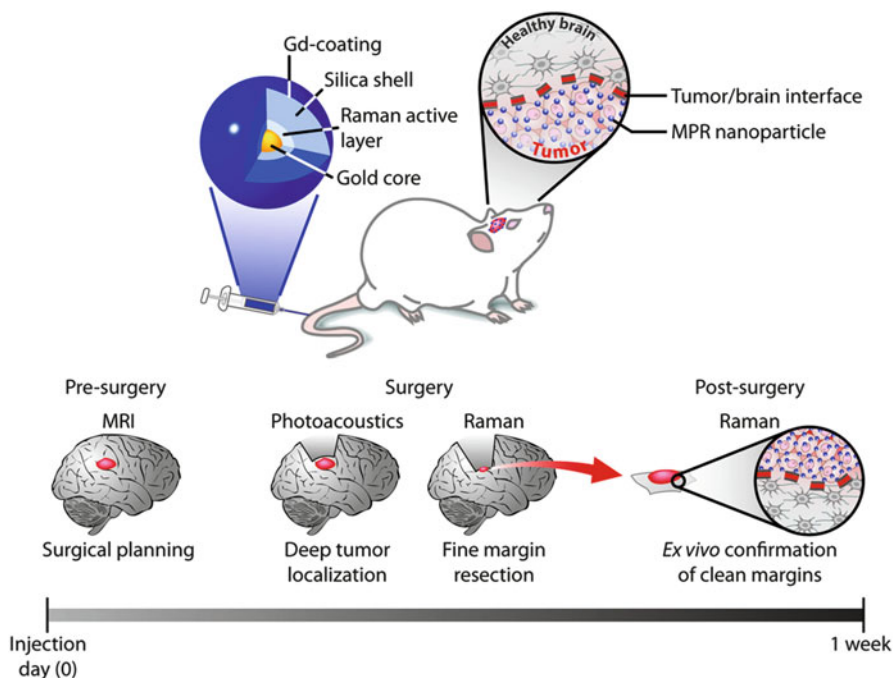 Gd-coating
Silica shell
Raman active
layer
Gold core
Healthy brain
Tumor/brain interface
MPR nanoparticle
Tumor
Pre-surgery
Surgery
Post-surgery
MRI
Photoacoustics
Raman
Raman
Surgical planning
Deep tumor
localization
Fine margin
resection
Ex vivo confirmation
of clean margins
Injection
day (0)
1 week